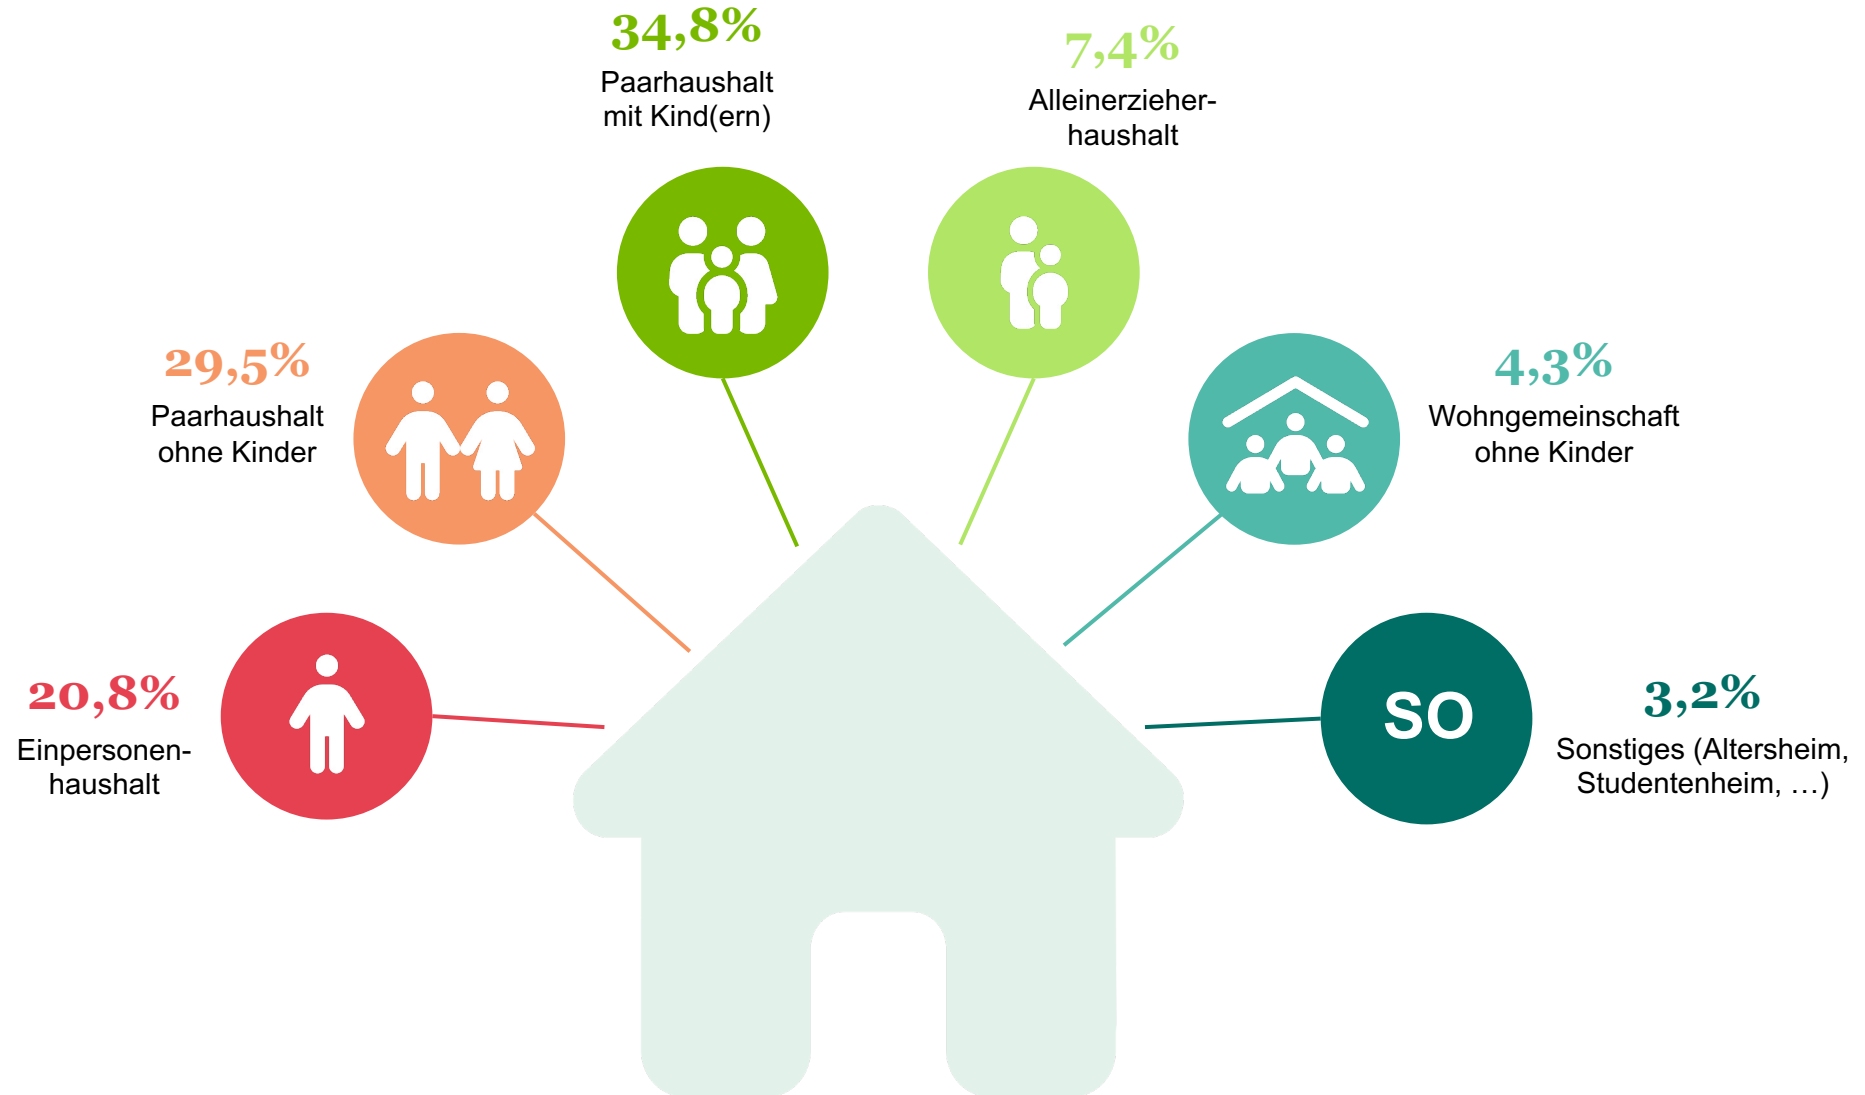 34,8%
Paarhaushalt
mit Kind(ern)
7,4%
Alleinerzieher-
haushalt
29,5%
Paarhaushalt
ohne Kinder
4,3%
Wohngemeinschaft
ohne Kinder
20,8%
Einpersonen-
haushalt
SO
3,2%
Sonstiges (Altersheim,
Studentenheim, …)